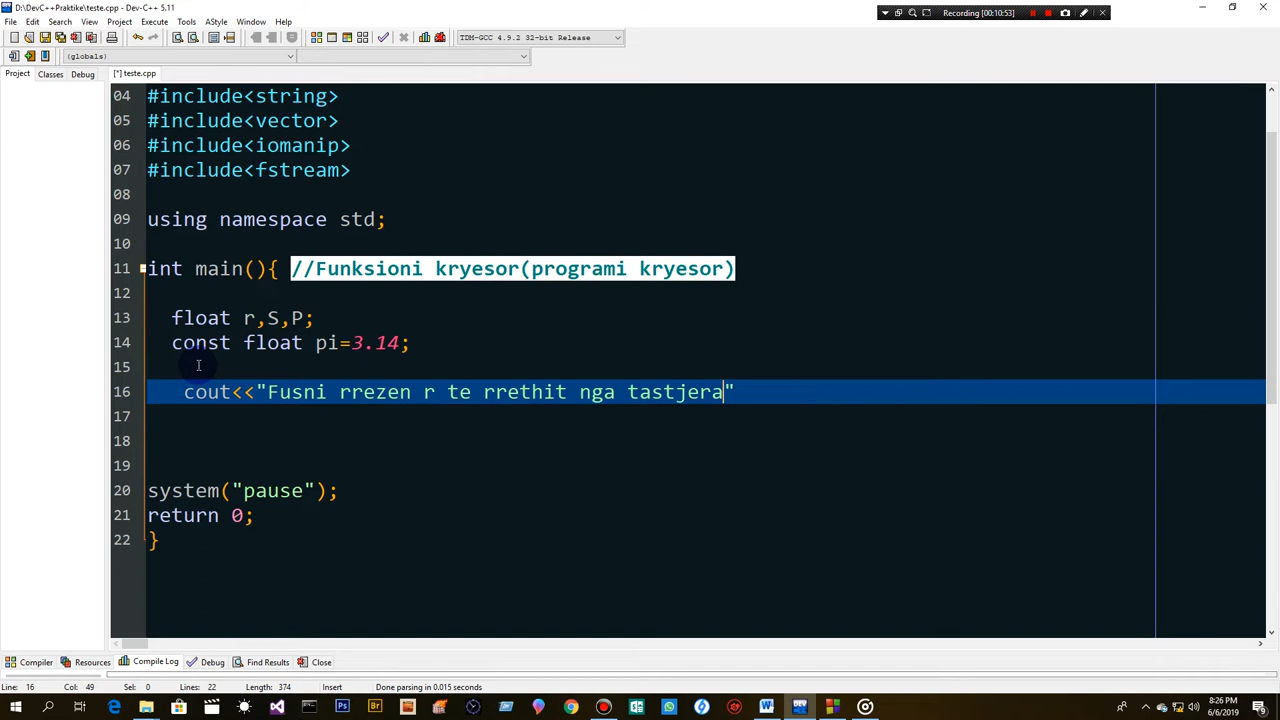 D:\DevC++Praktike\teste.cpp - Dev-C++ 5.11
Recording [00:10:53]
File Edit Search View Project Execute Tools AStyle Window Help
TDM-GCC 4.9.2 32-bit Release
(globals)
Project Classes Debug [*] teste.cpp
04 #include<string>
05 #include<vector>
06 #include<iomanip>
07 #include<fstream>
08
09 using namespace std;
10
11 int main(){ //Funksioni kryesor(programi kryesor)
12
13 float r,S,P;
14 const float pi=3.14;
15
16 cout<<"Fusni rrezen r te rrethit nga tastjera"
17
18
19
20 system("pause");
21 return 0;
22 }
Compiler Resources Compile Log Debug Find Results Close
Line: 16 Col: 49 Sel: 0 Lines: 22 Length: 374 Insert Done parsing in 0.015 seconds
8:26 PM
6/6/2019